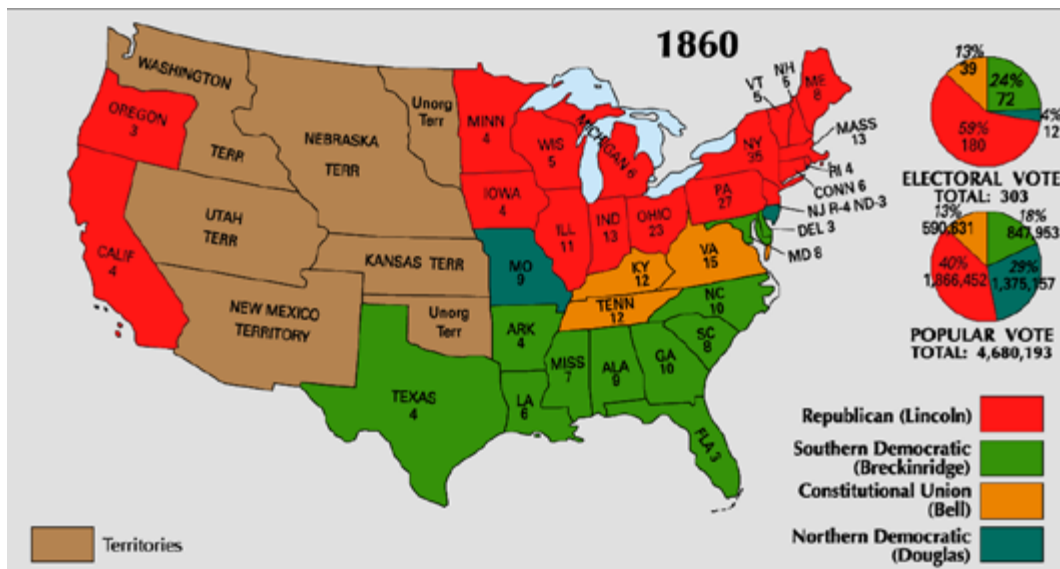 1860
WASHINGTON
TERR
OREGON
3
CALIF
4
NEBRASKA
TERR
Unorg
Terr
UTAH
TERR
KANSAS TERR
NEW MEXICO
TERRITORY
Unorg
Terr
TEXAS
4
MINN
4
WIS
5
MICHIGAN 6
IOWA
4
ILL
11
IND
13
OHIO
23
MO
9
KY
12
TENN
12
VA
15
ARK
4
LA
6
MISS
7
ALA
9
GA
10
FLA 3
SC
8
NC
10
PA
27
NY
35
VT
5
NH
5
ME
8
MASS
13
RI 4
CONN 6
NJ R-4 ND-3
DEL 3
MD 8
13%
39
24%
72
4%
12
59%
180
ELECTORAL VOTE
TOTAL: 303
13%
590,631
18%
847,953
40%
1,866,452
29%
1,375,157
POPULAR VOTE
TOTAL: 4,680,193
Republican (Lincoln)
Southern Democratic
(Breckinridge)
Constitutional Union
(Bell)
Northern Democratic
(Douglas)
Territories